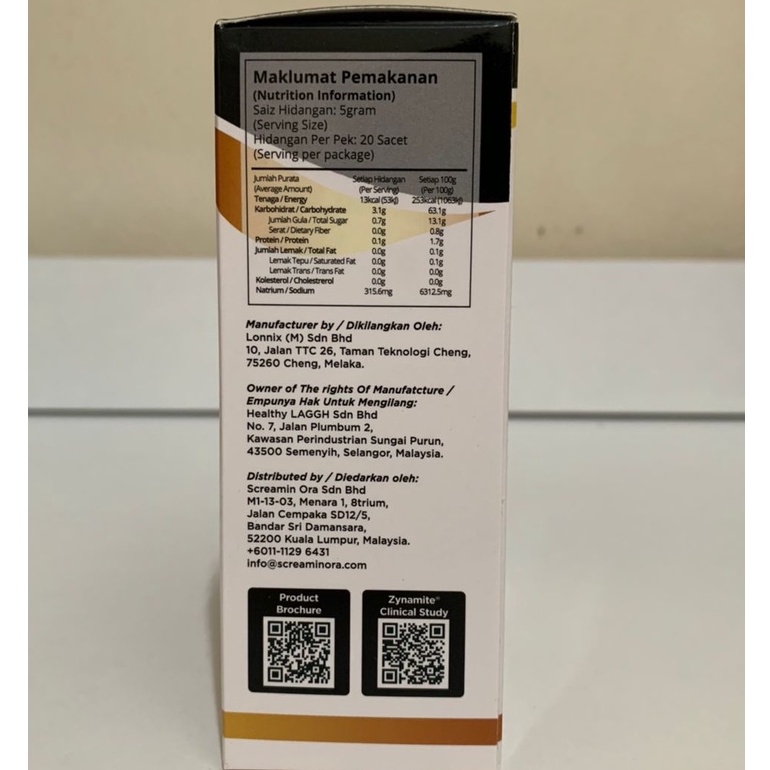 Maklumat Pemakanan
(Nutrition Information)
Saiz Hidangan: 5gram
(Serving Size)
Hidangan Per Pek: 20 Sacet
(Serving per package)
Jumlah Purata Setiap Hidangan Setiap 100g
(Average Amount) (Per Serving) (Per 100g)
Tenaga / Energy 13kcal (53kj) 253kcal (1063kj)
Karbohidrat / Carbohydrate 3.1g 63.1g
Jumlah Gula / Total Sugar 0.7g 13.1g
Serat / Dietary Fiber 0.0g 0.8g
Protein / Protein 0.1g 1.7g
Jumlah Lemak / Total Fat 0.0g 0.1g
Lemak Tepu / Saturated Fat 0.0g 0.1g
Lemak Trans / Trans Fat 0.0g 0.0g
Kolesterol / Cholestrerol 0.0g 0.0g
Natrium / Sodium 315.6mg 6312.5mg
Manufacturer by / Dikilangkan Oleh:
Lonnix (M) Sdn Bhd
10, Jalan TTC 26, Taman Teknologi Cheng,
75260 Cheng, Melaka.
Owner of The rights Of Manufatcture /
Empunya Hak Untuk Mengilang:
Healthy LAGGH Sdn Bhd
No. 7, Jalan Plumbum 2,
Kawasan Perindustrian Sungai Purun,
43500 Semenyih, Selangor, Malaysia.
Distributed by / Diedarkan oleh:
Screamin Ora Sdn Bhd
M1-13-03, Menara 1, 8trium,
Jalan Cempaka SD12/5,
Bandar Sri Damansara,
52200 Kuala Lumpur, Malaysia.
+6011-1129 6431
info@screaminora.com
Product
Brochure
Zynamite®
Clinical Study